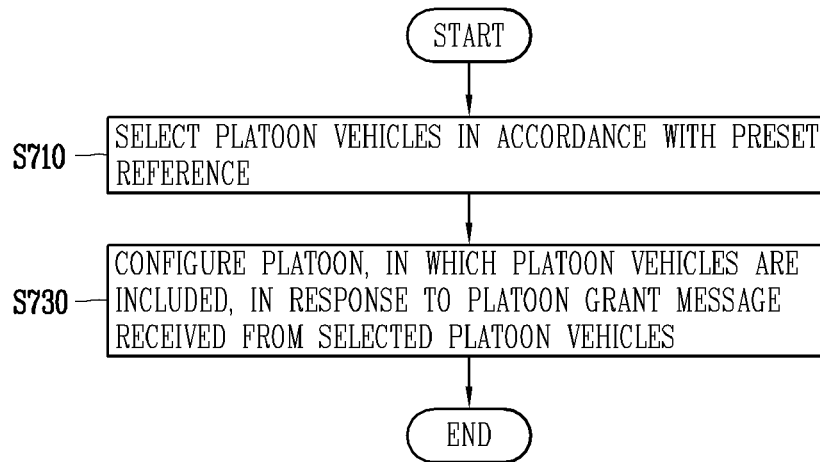 START
S710
SELECT PLATOON VEHICLES IN ACCORDANCE WITH PRESET
REFERENCE
S730
CONFIGURE PLATOON, IN WHICH PLATOON VEHICLES ARE
INCLUDED, IN RESPONSE TO PLATOON GRANT MESSAGE
RECEIVED FROM SELECTED PLATOON VEHICLES
END